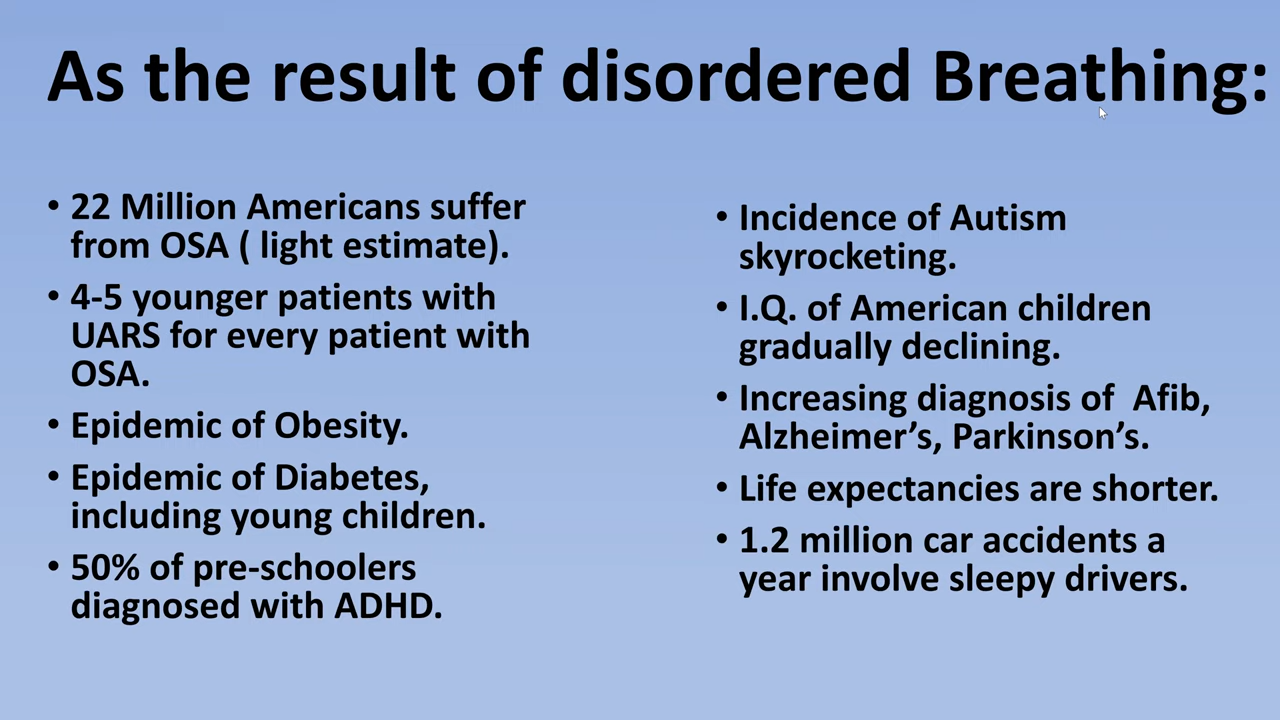 As the result of disordered Breathing:
• 22 Million Americans suffer
from OSA ( light estimate).
• 4-5 younger patients with
UARS for every patient with
OSA.
• Epidemic of Obesity.
• Epidemic of Diabetes,
including young children.
• 50% of pre-schoolers
diagnosed with ADHD.
• Incidence of Autism
skyrocketing.
• I.Q. of American children
gradually declining.
• Increasing diagnosis of  Afib,
Alzheimer’s, Parkinson’s.
• Life expectancies are shorter.
• 1.2 million car accidents a
year involve sleepy drivers.